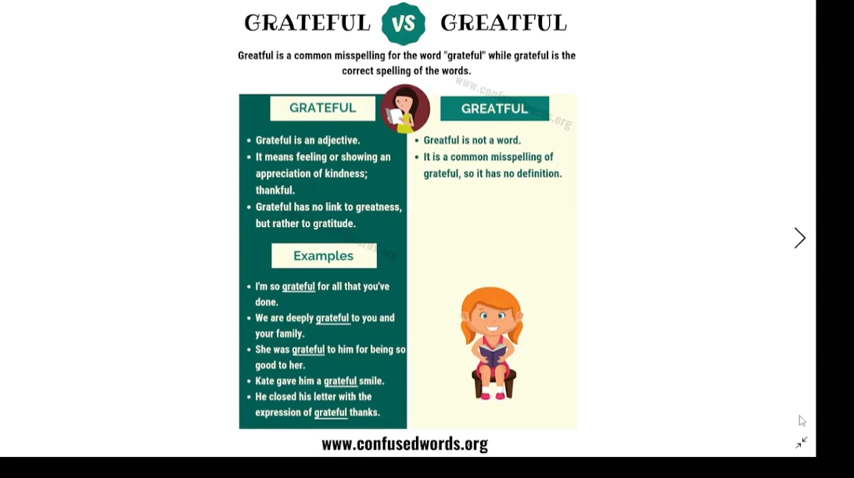 GRATEFUL VS GREATFUL
Greatful is a common misspelling for the word "grateful" while grateful is the
correct spelling of the words.
GRATEFUL
• Grateful is an adjective.
• It means feeling or showing an
appreciation of kindness;
thankful.
• Grateful has no link to greatness,
but rather to gratitude.
Examples
• I'm so grateful for all that you've
done.
• We are deeply grateful to you and
your family.
• She was grateful to him for being so
good to her.
• Kate gave him a grateful smile.
• He closed his letter with the
expression of grateful thanks.
GREATFUL
• Greatful is not a word.
• It is a common misspelling of
grateful, so it has no definition.
www.confusedwords.org